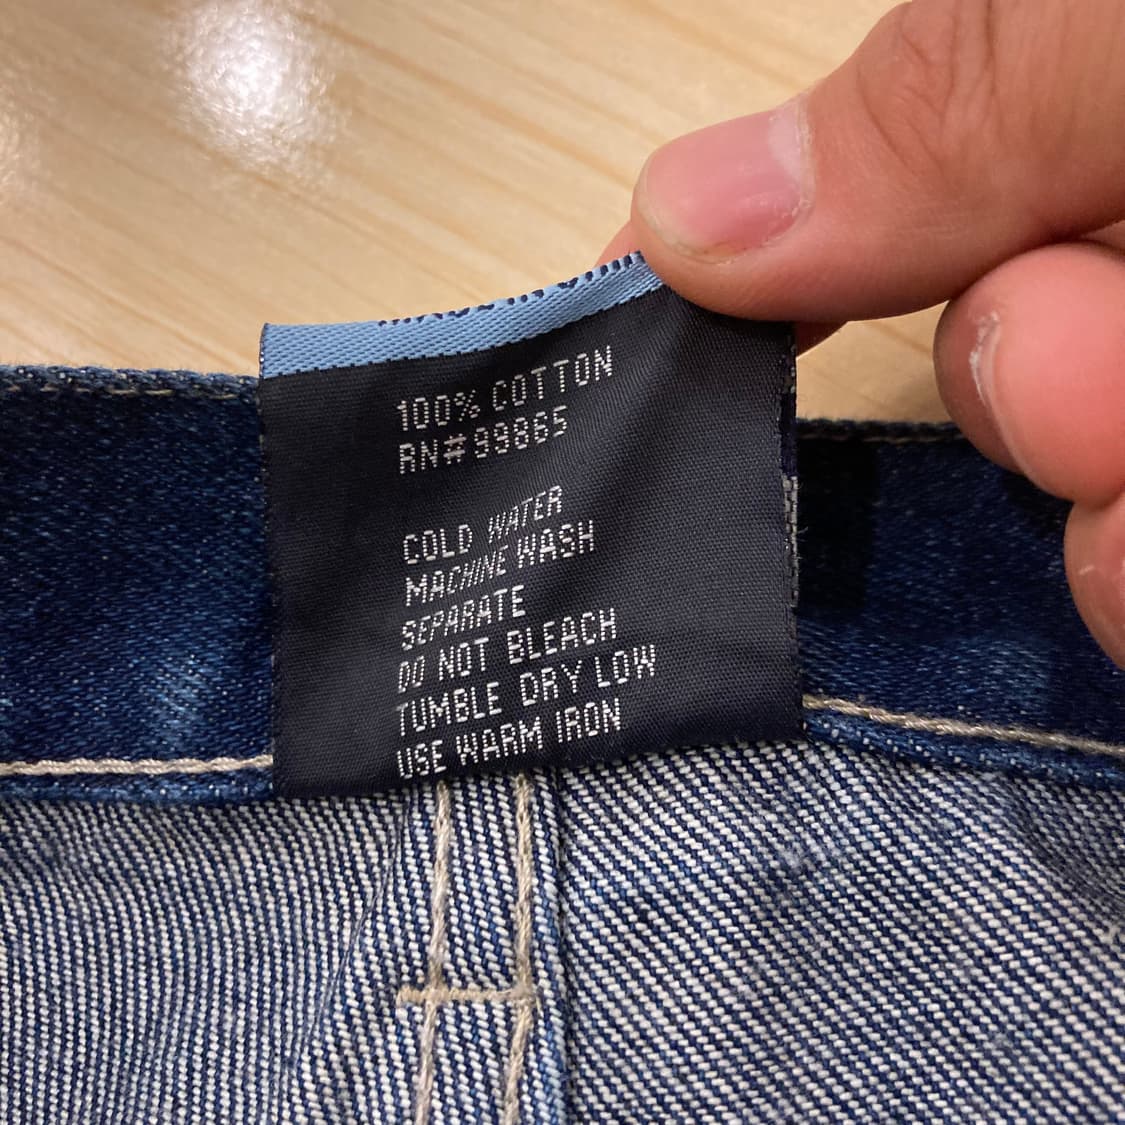 100% COTTON
RN# 99865
COLD WATER
MACHINE WASH
SEPARATE
DO NOT BLEACH
TUMBLE DRY LOW
USE WARM IRON